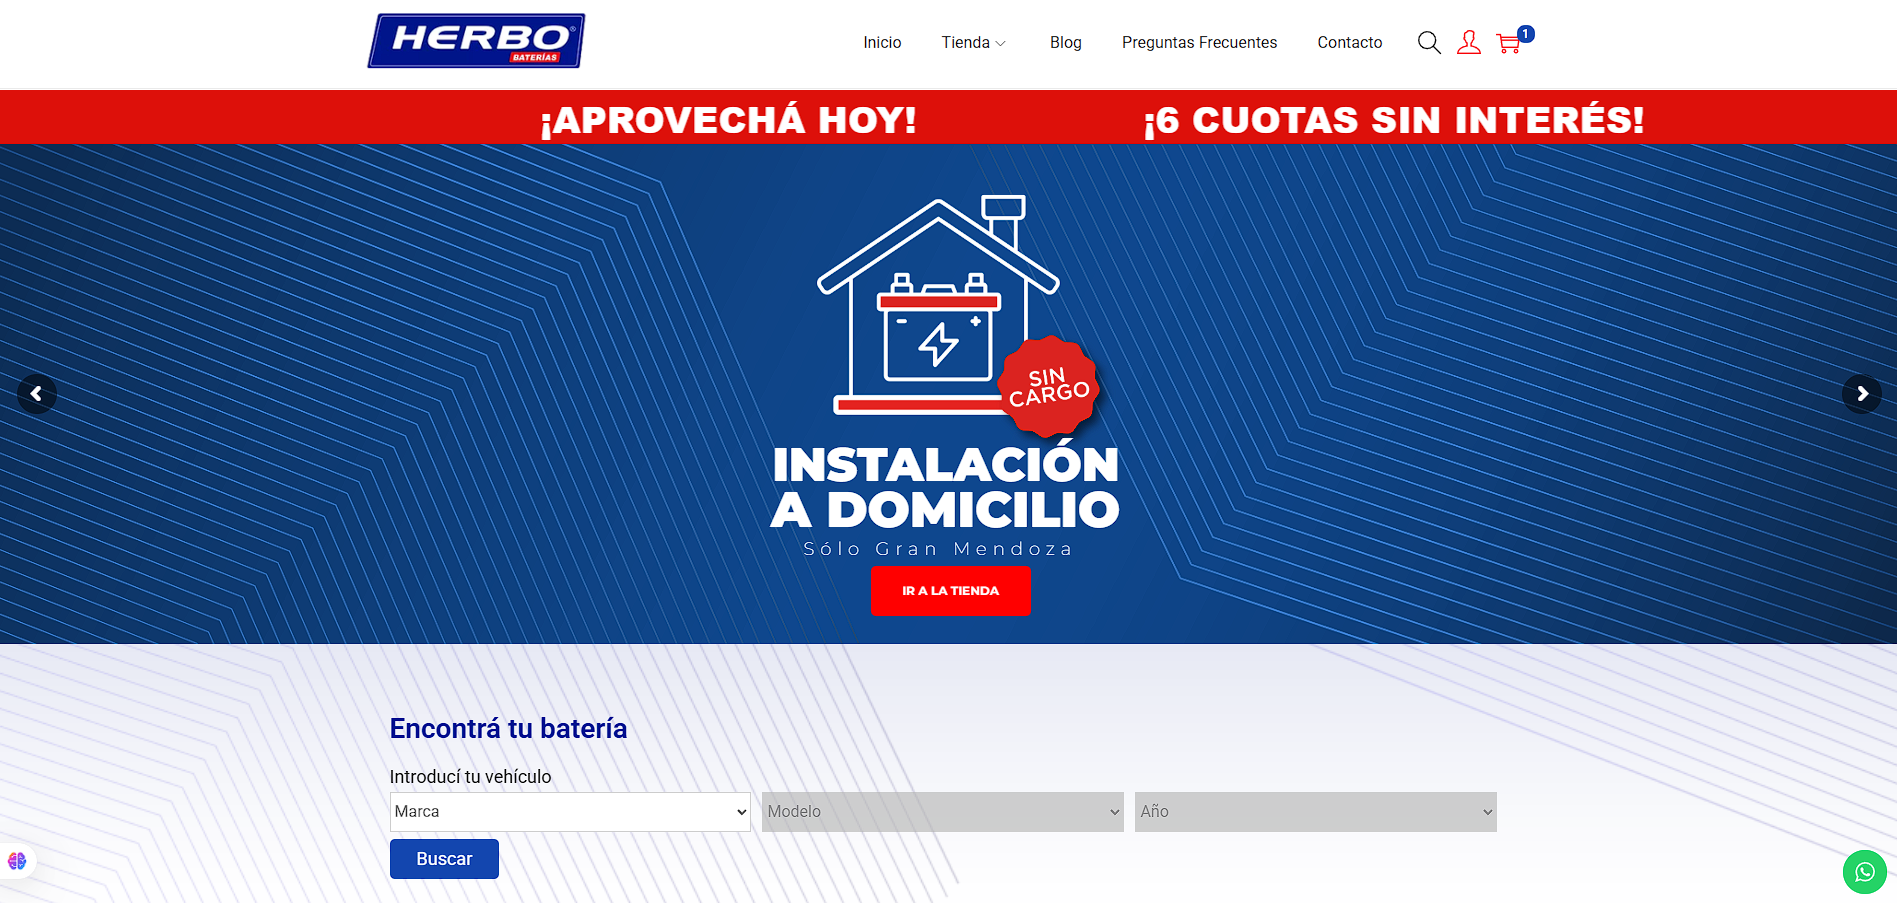 HERBO®
BATERÍAS
Inicio
Tienda
Blog
Preguntas Frecuentes
Contacto
1
¡APROVECHÁ HOY!
¡6 CUOTAS SIN INTERÉS!
- +
SIN
CARGO
INSTALACIÓN
A DOMICILIO
Sólo Gran Mendoza
IR A LA TIENDA
Encontrá tu batería
Introducí tu vehículo
Marca
Modelo
Año
Buscar